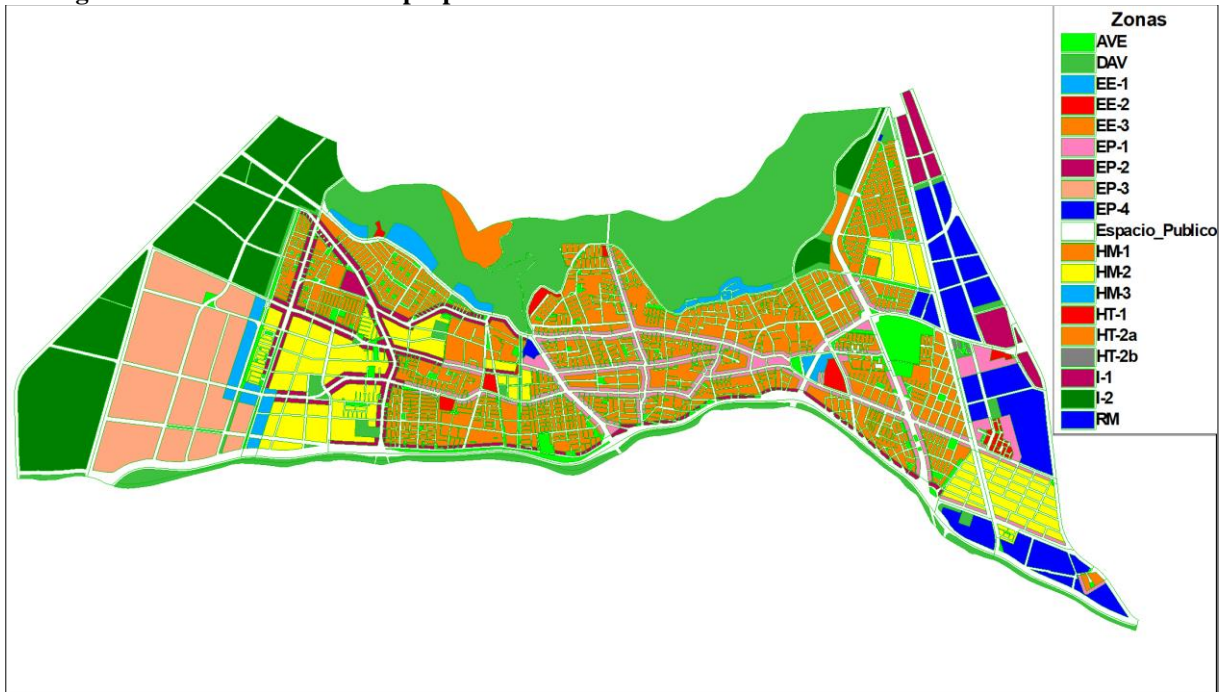 Zonas
AVE
DAV
EE-1
EE-2
EE-3
EP-1
EP-2
EP-3
EP-4
Espacio_Publico
HM-1
HM-2
HM-3
HT-1
HT-2a
HT-2b
I-1
I-2
RM